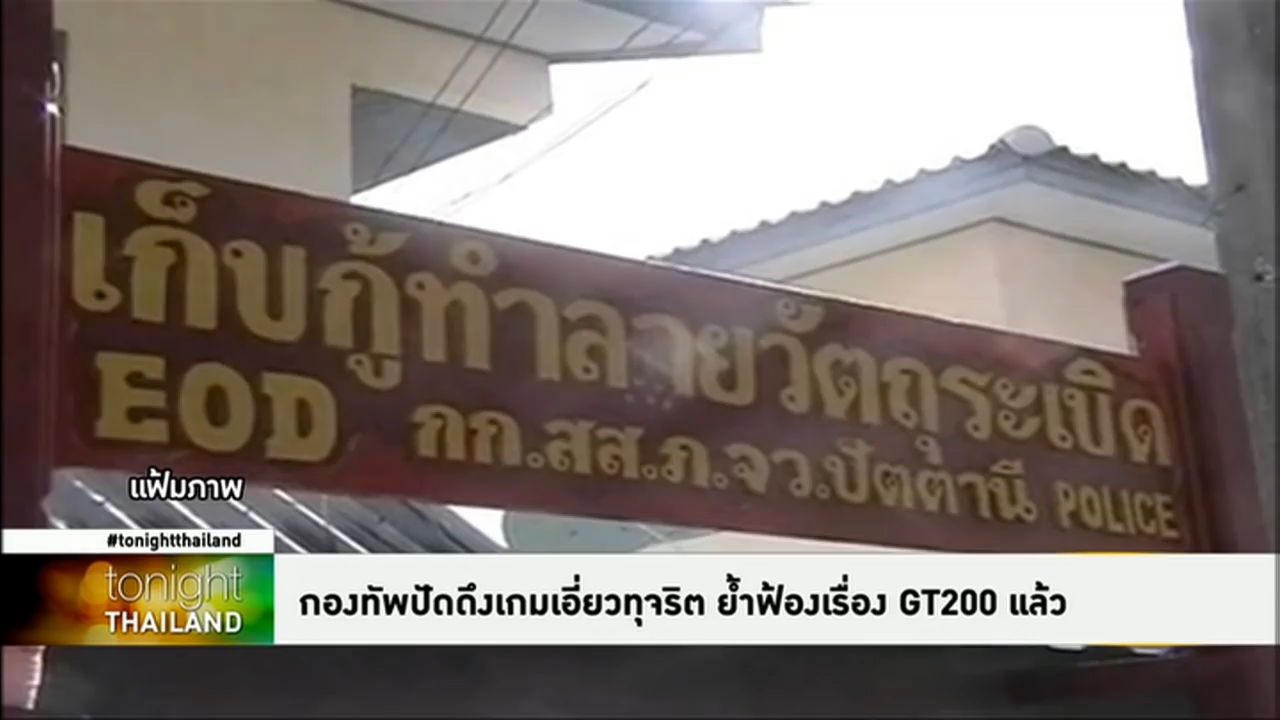 เก็บกู้ทำลายวัตถุระเบิด
EOD กก.สส.ภ.จว.ปัตตานี POLICE
แฟ้มภาพ
#tonightthailand
tonight
THAILAND
กองทัพปัดดึงเกมเอี่ยวทุจริต ย้ำฟ้องเรื่อง GT200 แล้ว